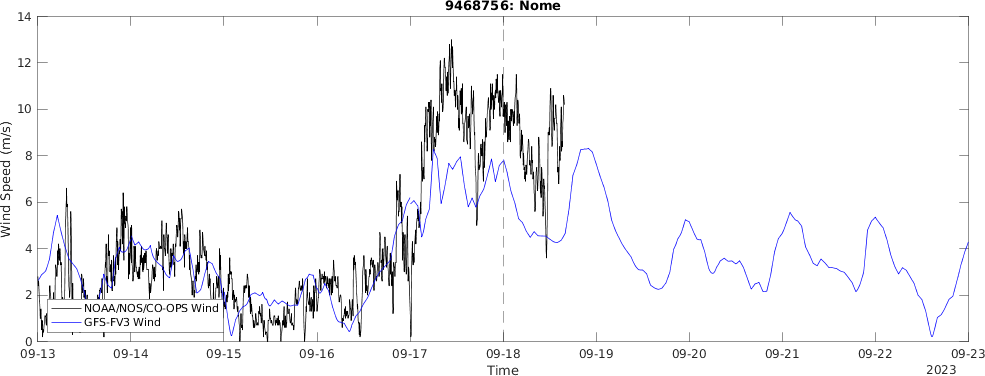 9468756: Nome
14
12
10
8
6
4
2
0
Wind Speed (m/s)
NOAA/NOS/CO-OPS Wind
GFS-FV3 Wind
09-13 09-14 09-15 09-16 09-17 09-18 09-19 09-20 09-21 09-22 09-23
Time
2023